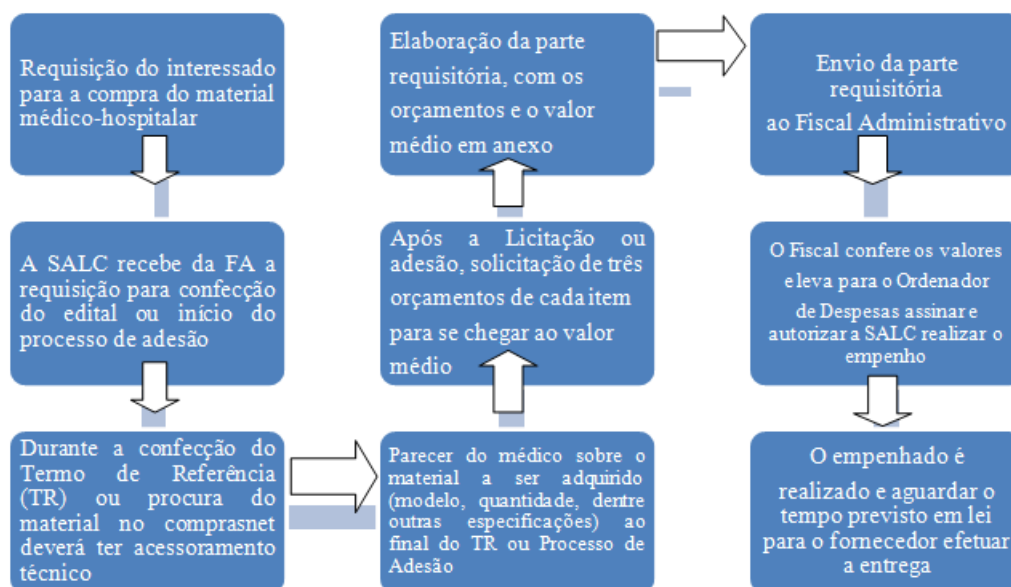 Requisição do interessado
para a compra do material
médico-hospitalar
A SALC recebe da FA a
requisição para confecção
do edital ou início do
processo de adesão
Durante a confecção do
Termo de Referência
(TR) ou procura do
material no comprasnet
deverá ter acessoramento
técnico
Parecer do médico sobre o
material a ser adquirido
(modelo, quantidade, dentre
outras especificações) ao
final do TR ou Processo de
Adesão
Após a Licitação ou
adesão, solicitação de três
orçamentos de cada item
para se chegar ao valor
médio
Elaboração da parte
requisitória, com os
orçamentos e o valor
médio em anexo
Envio da parte
requisitória
ao Fiscal Administrativo
O Fiscal confere os valores
e leva para o Ordenador
de Despesas assinar e
autorizar a SALC realizar o
empenho
O empenhado é
realizado e aguardar o
tempo previsto em lei
para o fornecedor efetuar
a entrega